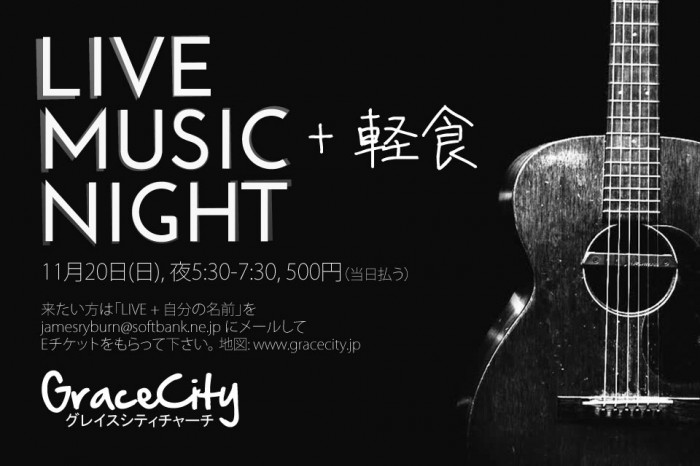 LIVE
MUSIC + 軽食
NIGHT
11月20日(日), 夜5:30-7:30, 500円(当日払う)
来たい方は「LIVE + 自分の名前」を
jamesryburn@softbank.ne.jp にメールして
Eチケットをもらって下さい。地図: www.gracecity.jp
GraceCity
グレイスシティチャーチ